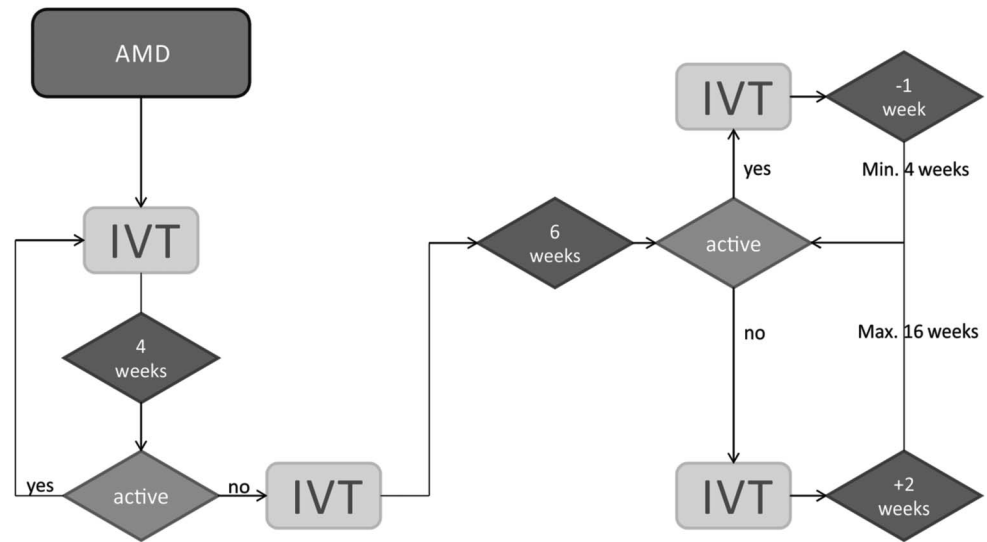 AMD
IVT
4
weeks
active
yes
no
IVT
6
weeks
active
yes
IVT
-1
week
Min. 4 weeks
Max. 16 weeks
no
IVT
+2
weeks